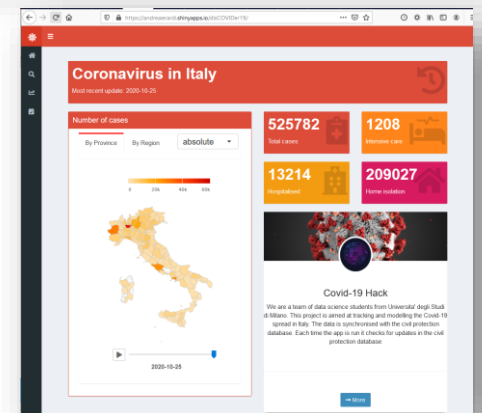 https://andreaierardi.shinyapps.io/dsCOVIDer19/
Coronavirus in Italy
Most recent update: 2020-10-25
Number of cases
By Province
By Region
absolute
0 20k 40k 60k
2020-10-25
525782
Total cases
1208
Intensive care
13214
Hospitalised
209027
Home isolation
Covid-19 Hack
We are a team of data science students from Universita' degli Studi
di Milano. This project is aimed at tracking and modelling the Covid-19
spread in Italy. The data is synchronised with the civil protection
database. Each time the app is run it checks for updates in the civil
protection database
More